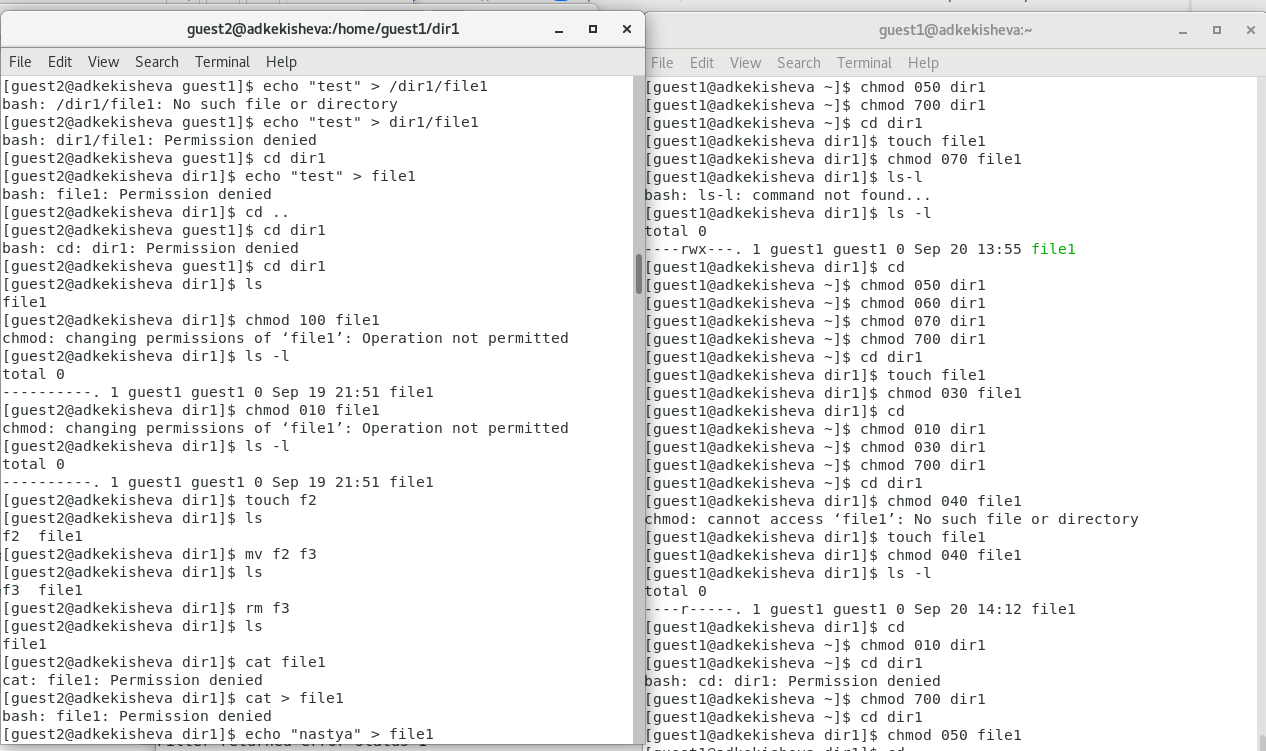 guest2@adkekisheva:/home/guest1/dir1
File Edit View Search Terminal Help
[guest2@adkekisheva guest1]$ echo "test" > /dir1/file1
bash: /dir1/file1: No such file or directory
[guest2@adkekisheva guest1]$ echo "test" > dir1/file1
bash: dir1/file1: Permission denied
[guest2@adkekisheva guest1]$ cd dir1
[guest2@adkekisheva dir1]$ echo "test" > file1
bash: file1: Permission denied
[guest2@adkekisheva dir1]$ cd ..
[guest2@adkekisheva guest1]$ cd dir1
bash: cd: dir1: Permission denied
[guest2@adkekisheva guest1]$ cd dir1
[guest2@adkekisheva dir1]$ ls
file1
[guest2@adkekisheva dir1]$ chmod 100 file1
chmod: changing permissions of ‘file1’: Operation not permitted
[guest2@adkekisheva dir1]$ ls -l
total 0
----------. 1 guest1 guest1 0 Sep 19 21:51 file1
[guest2@adkekisheva dir1]$ chmod 010 file1
chmod: changing permissions of ‘file1’: Operation not permitted
[guest2@adkekisheva dir1]$ ls -l
total 0
----------. 1 guest1 guest1 0 Sep 19 21:51 file1
[guest2@adkekisheva dir1]$ touch f2
[guest2@adkekisheva dir1]$ ls
f2  file1
[guest2@adkekisheva dir1]$ mv f2 f3
[guest2@adkekisheva dir1]$ ls
f3  file1
[guest2@adkekisheva dir1]$ rm f3
[guest2@adkekisheva dir1]$ ls
file1
[guest2@adkekisheva dir1]$ cat file1
cat: file1: Permission denied
[guest2@adkekisheva dir1]$ cat > file1
bash: file1: Permission denied
[guest2@adkekisheva dir1]$ echo "nastya" > file1
guest1@adkekisheva:~
File Edit View Search Terminal Help
[guest1@adkekisheva ~]$ chmod 050 dir1
[guest1@adkekisheva ~]$ chmod 700 dir1
[guest1@adkekisheva ~]$ cd dir1
[guest1@adkekisheva dir1]$ touch file1
[guest1@adkekisheva dir1]$ chmod 070 file1
[guest1@adkekisheva dir1]$ ls-l
bash: ls-l: command not found...
[guest1@adkekisheva dir1]$ ls -l
total 0
----rwx---. 1 guest1 guest1 0 Sep 20 13:55 file1
[guest1@adkekisheva dir1]$ cd
[guest1@adkekisheva ~]$ chmod 050 dir1
[guest1@adkekisheva ~]$ chmod 060 dir1
[guest1@adkekisheva ~]$ chmod 070 dir1
[guest1@adkekisheva ~]$ chmod 700 dir1
[guest1@adkekisheva ~]$ cd dir1
[guest1@adkekisheva dir1]$ touch file1
[guest1@adkekisheva dir1]$ chmod 030 file1
[guest1@adkekisheva dir1]$ cd
[guest1@adkekisheva ~]$ chmod 010 dir1
[guest1@adkekisheva ~]$ chmod 030 dir1
[guest1@adkekisheva ~]$ chmod 700 dir1
[guest1@adkekisheva ~]$ cd dir1
[guest1@adkekisheva dir1]$ chmod 040 file1
chmod: cannot access ‘file1’: No such file or directory
[guest1@adkekisheva dir1]$ touch file1
[guest1@adkekisheva dir1]$ chmod 040 file1
[guest1@adkekisheva dir1]$ ls -l
total 0
----r-----. 1 guest1 guest1 0 Sep 20 14:12 file1
[guest1@adkekisheva dir1]$ cd
[guest1@adkekisheva ~]$ chmod 010 dir1
[guest1@adkekisheva ~]$ cd dir1
bash: cd: dir1: Permission denied
[guest1@adkekisheva ~]$ chmod 700 dir1
[guest1@adkekisheva ~]$ cd dir1
[guest1@adkekisheva dir1]$ chmod 050 file1